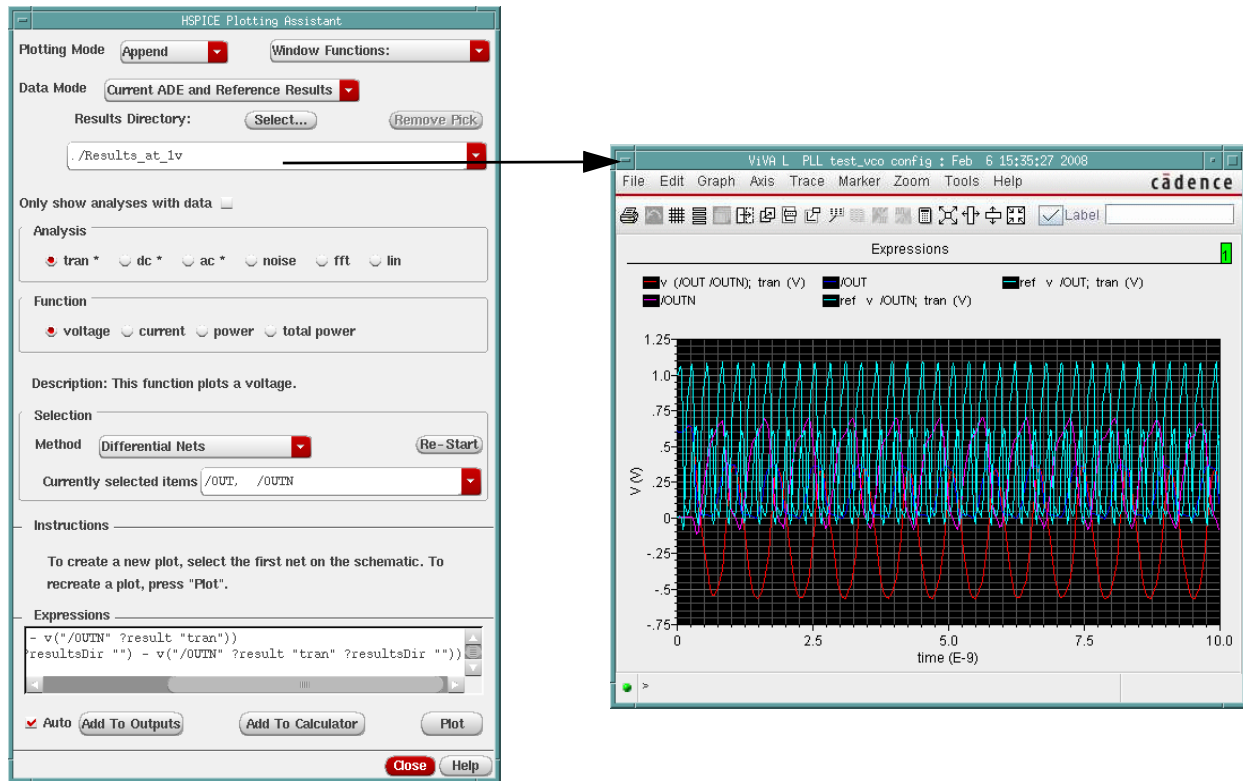 HSPICE Plotting Assistant
Plotting Mode Append Window Functions:
Data Mode Current ADE and Reference Results
Results Directory: Select... Remove Pick
./Results_at_1v
Only show analyses with data
Analysis
tran * dc * ac * noise fft lin
Function
voltage current power total power
Description: This function plots a voltage.
Selection
Method Differential Nets Re-Start
Currently selected items /OUT, /OUTN
Instructions
To create a new plot, select the first net on the schematic. To
recreate a plot, press "Plot".
Expressions
- v("/OUTN" ?result "tran"))
?resultsDir "") - v("/OUTN" ?result "tran" ?resultsDir ""))
Auto Add To Outputs Add To Calculator Plot
Close Help
ViVA L PLL test_vco config : Feb 6 15:35:27 2008
File Edit Graph Axis Trace Marker Zoom Tools Help cādence
Label
Expressions
1
v (/OUT /OUTN); tran (V) /OUT ref v /OUT; tran (V)
/OUTN ref v /OUTN; tran (V)
1.25
1.0
.75
.5
.25
0
-.25
-.5
-.75
V (V)
0 2.5 5.0 7.5 10.0
time (E-9)
>